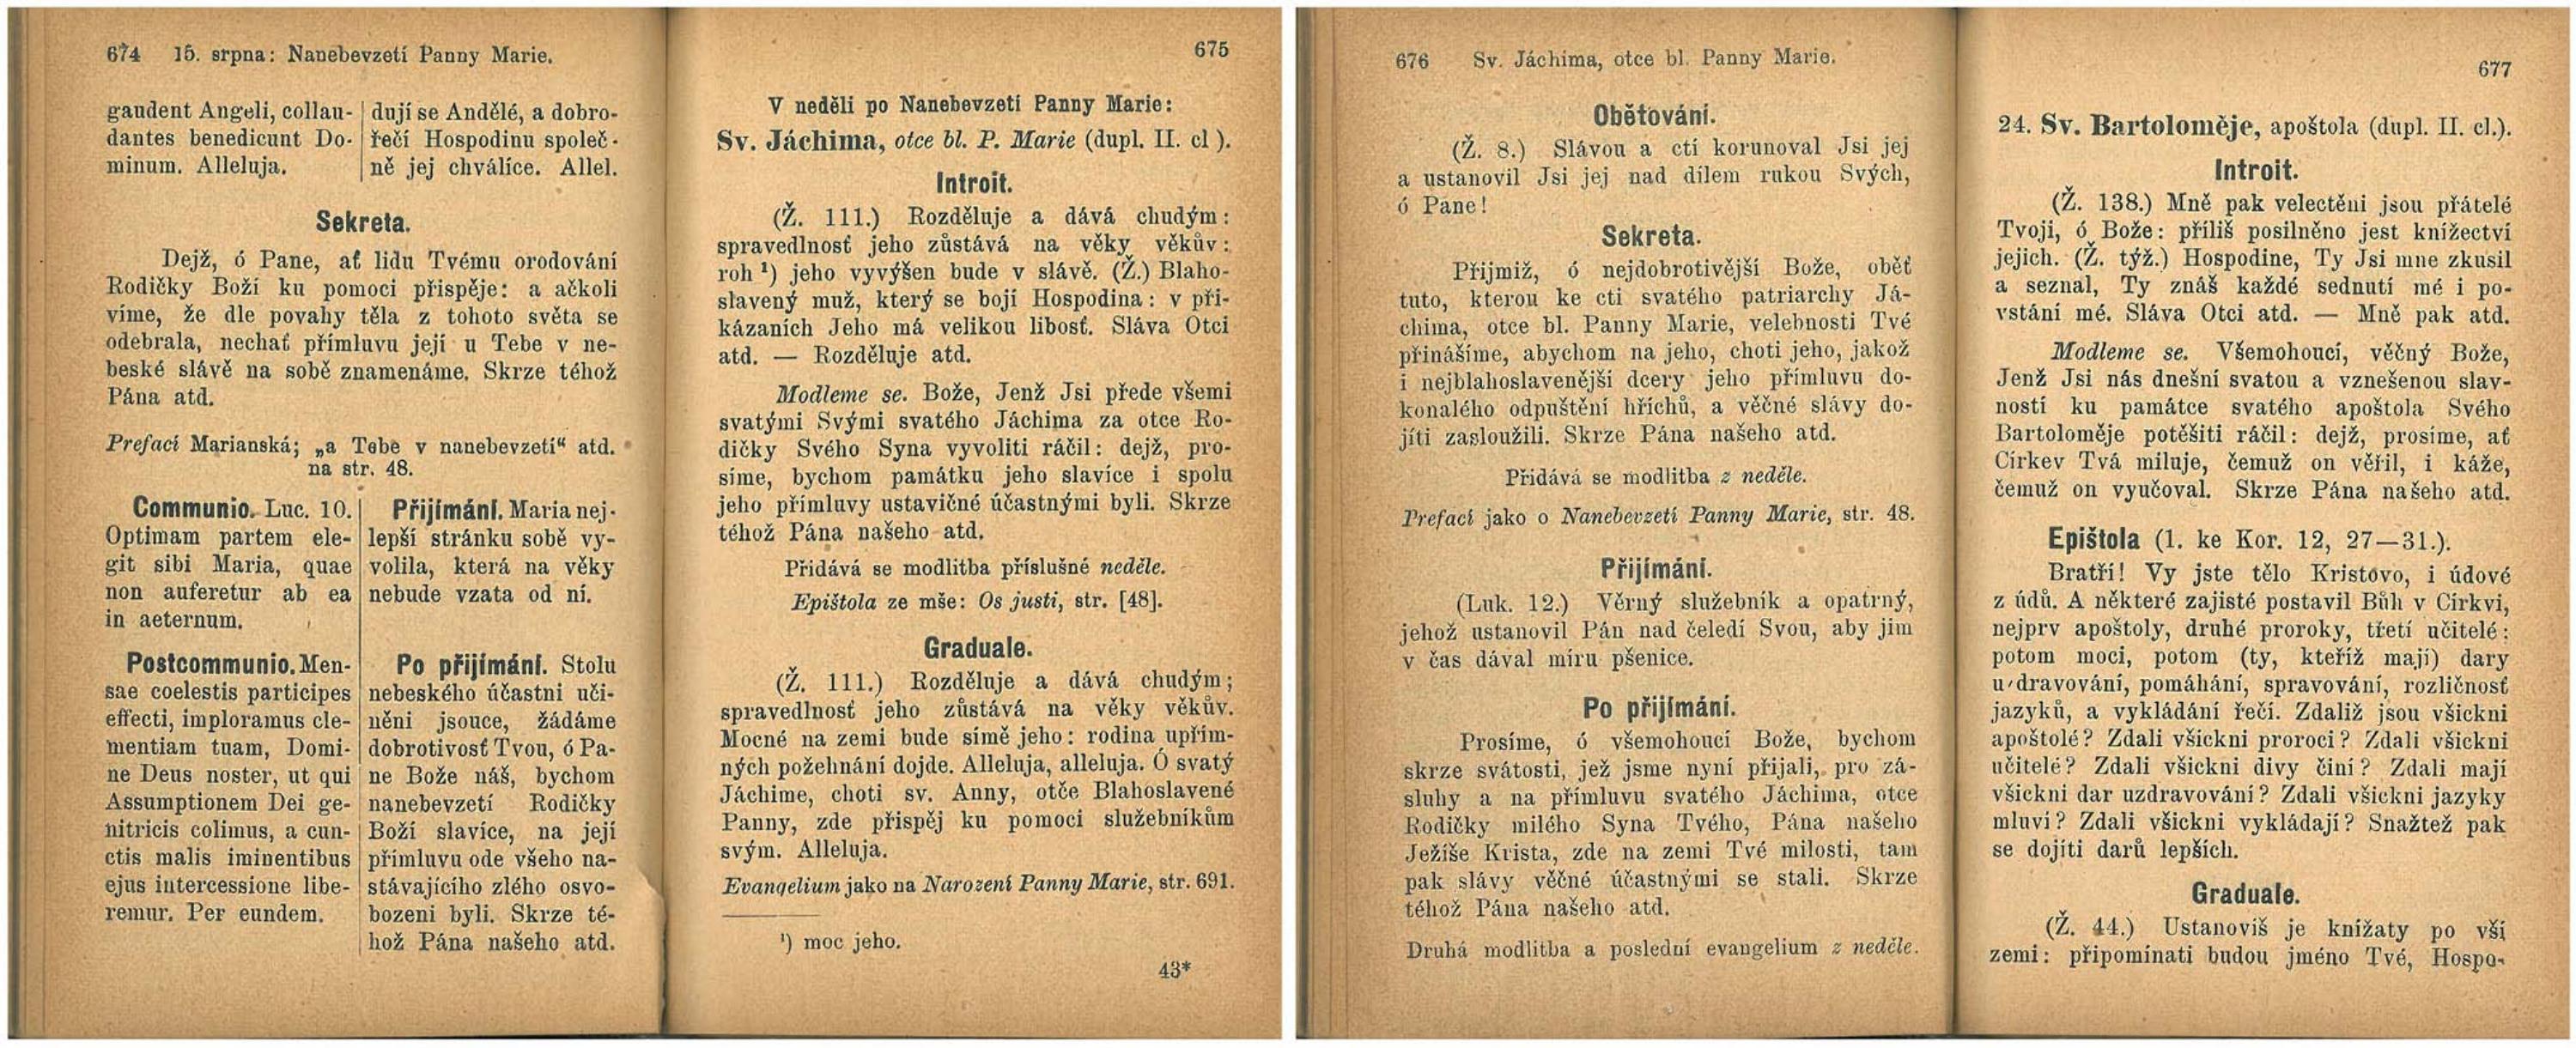 674 15. srpna: Nanebevzetí Panny Marie.
gaudent Angeli, collau-
dantes benedicunt Do-
minum. Alleluja.
dují se Andělé, a dobro-
řečí Hospodinu společ-
ně jej chválíce. Allel.
Sekreta.
Dejž, ó Pane, ať lidu Tvému orodování
Rodičky Boží ku pomoci přispěje: a ačkoli
víme, že dle povahy těla z tohoto světa se
odebrala, nechať přímluvu její u Tebe v ne-
beské slávě na sobě znamenáme. Skrze téhož
Pána atd.
Prefací Marianská; „a Tebe v nanebevzetí“ atd.
na str. 48.
Communio. Luc. 10.
Optimam partem ele-
git sibi Maria, quae
non auferetur ab ea
in aeternum.
Přijímání. Maria nej-
lepší stránku sobě vy-
volila, která na věky
nebude vzata od ní.
Postcommunio. Men-
sae coelestis participes
effecti, imploramus cle-
mentiam tuam, Domi-
ne Deus noster, ut qui
Assumptionem Dei ge-
nitricis colimus, a cun-
ctis malis iminentibus
ejus intercessione libe-
remur. Per eundem.
Po přijímání. Stolu
nebeského účastni uči-
něni jsouce, žádáme
dobrotivosť Tvou, ó Pa-
ne Bože náš, bychom
nanebevzetí Rodičky
Boží slavíce, na její
přímluvu ode všeho na-
stávajícího zlého osvo-
bozeni byli. Skrze té-
hož Pána našeho atd.
675
V neděli po Nanebevzetí Panny Marie:
Sv. Jáchima, otce bl. P. Marie (dupl. II. cl ).
Introit.
(Ž. 111.) Rozděluje a dává chudým:
spravedlnosť jeho zůstává na věky věkův:
roh ¹) jeho vyvýšen bude v slávě. (Ž.) Blaho-
slavený muž, který se bojí Hospodina: v při-
kázaních Jeho má velikou libosť. Sláva Otci
atd. — Rozděluje atd.
Modleme se. Bože, Jenž Jsi přede všemi
svatými Svými svatého Jáchima za otce Ro-
dičky Svého Syna vyvoliti ráčil: dejž, pro-
síme, bychom památku jeho slavíce i spolu
jeho přímluvy ustavičné účastnými byli. Skrze
téhož Pána našeho atd.
Přidává se modlitba příslušné neděle.
Epištola ze mše: Os justi, str. [48].
Graduale.
(Ž. 111.) Rozděluje a dává chudým;
spravedlnosť jeho zůstává na věky věkův.
Mocné na zemi bude símě jeho: rodina upřím-
ných požehnání dojde. Alleluja, alleluja. Ó svatý
Jáchime, choti sv. Anny, otče Blahoslavené
Panny, zde přispěj ku pomoci služebníkům
svým. Alleluja.
Evangelium jako na Narození Panny Marie, str. 691.
¹) moc jeho.
43*
676 Sv. Jáchima, otce bl. Panny Marie.
Obětování.
(Ž. 8.) Slávou a ctí korunoval Jsi jej
a ustanovil Jsi jej nad dílem rukou Svých,
ó Pane!
Sekreta.
Přijmiž, ó nejdobrotivější Bože, oběť
tuto, kterou ke cti svatého patriarchy Já-
chima, otce bl. Panny Marie, velebnosti Tvé
přinášíme, abychom na jeho, choti jeho, jakož
i nejblahoslavenější dcery jeho přímluvu do-
konalého odpuštění hříchů, a věčné slávy do-
jíti zasloužili. Skrze Pána našeho atd.
Přidává se modlitba z neděle.
Prefací jako o Nanebevzetí Panny Marie, str. 48.
Přijímání.
(Luk. 12.) Věrný služebník a opatrný,
jehož ustanovil Pán nad čeledí Svou, aby jim
v čas dával míru pšenice.
Po přijímání.
Prosíme, ó všemohoucí Bože, bychom
skrze svátosti, jež jsme nyní přijali, pro zá-
sluhy a na přímluvu svatého Jáchima, otce
Rodičky milého Syna Tvého, Pána našeho
Ježíše Krista, zde na zemi Tvé milosti, tam
pak slávy věčné účastnými se stali. Skrze
téhož Pána našeho atd.
Druhá modlitba a poslední evangelium z neděle.
677
24. Sv. Bartoloměje, apoštola (dupl. II. cl.).
Introit.
(Ž. 138.) Mně pak velectěni jsou přátelé
Tvoji, ó Bože: příliš posilněno jest knížectví
jejich. (Ž. týž.) Hospodine, Ty Jsi mne zkusil
a seznal, Ty znáš každé sednutí mé i po-
vstání mé. Sláva Otci atd. — Mně pak atd.
Modleme se. Všemohoucí, věčný Bože,
Jenž Jsi nás dnešní svatou a vznešenou slav-
ností ku památce svatého apoštola Svého
Bartoloměje potěšiti ráčil: dejž, prosíme, ať
Církev Tvá miluje, čemuž on věřil, i káže,
čemuž on vyučoval. Skrze Pána našeho atd.
Epištola (1. ke Kor. 12, 27—31.).
Bratří! Vy jste tělo Kristovo, i údové
z údů. A některé zajisté postavil Bůh v Církvi,
nejprv apoštoly, druhé proroky, třetí učitelé:
potom moci, potom (ty, kteříž mají) dary
uzdravování, pomáhání, spravování, rozličnosť
jazyků, a vykládání řečí. Zdaliž jsou všickni
apoštolé? Zdali všickni proroci? Zdali všickni
učitelé? Zdali všickni divy činí? Zdali mají
všickni dar uzdravování? Zdali všickni jazyky
mluví? Zdali všickni vykládají? Snažtež pak
se dojíti darů lepších.
Graduale.
(Ž. 44.) Ustanovíš je knížaty po vší
zemi: připomínati budou jméno Tvé, Hospo-